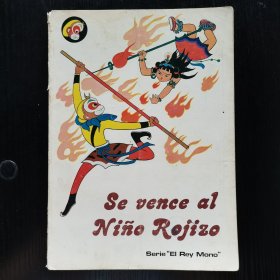 Se vence al
Niño Rojizo
Serie "El Rey Mono"